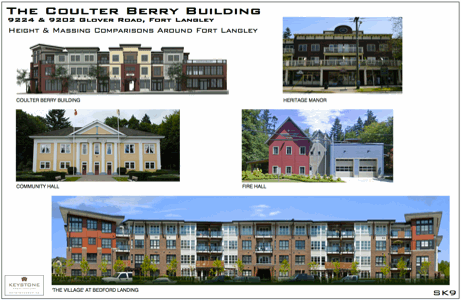 The Coulter Berry Building
9224 & 9202 Glover Road, Fort Langley
Height & Massing Comparisons Around Fort Langley
COULTER BERRY BUILDING
HERITAGE MANOR
COMMUNITY HALL
FIRE HALL
KEYSTONE
'THE VILLAGE' AT BEDFORD LANDING
SK9